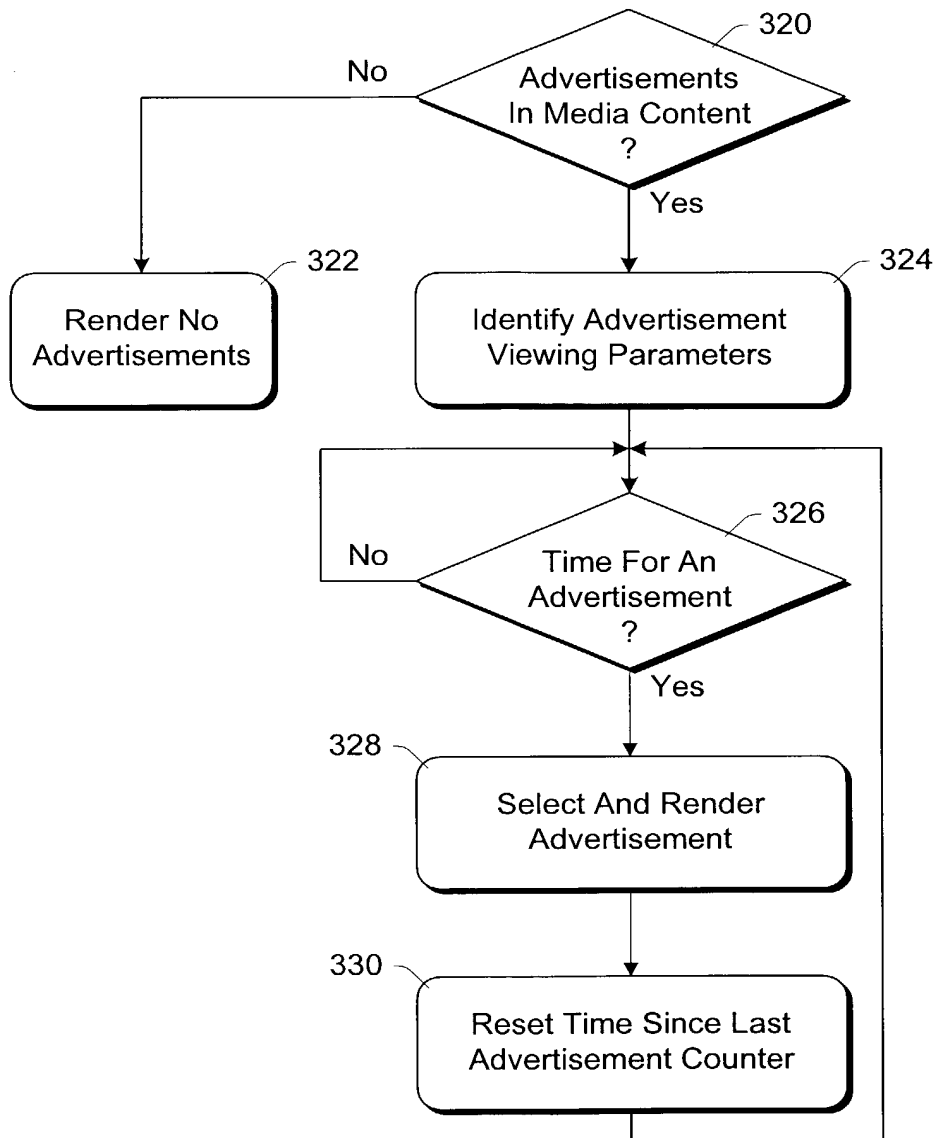 320
Advertisements
In Media Content
?
No
Yes
322
Render No
Advertisements
324
Identify Advertisement
Viewing Parameters
326
Time For An
Advertisement
?
No
Yes
328
Select And Render
Advertisement
330
Reset Time Since Last
Advertisement Counter